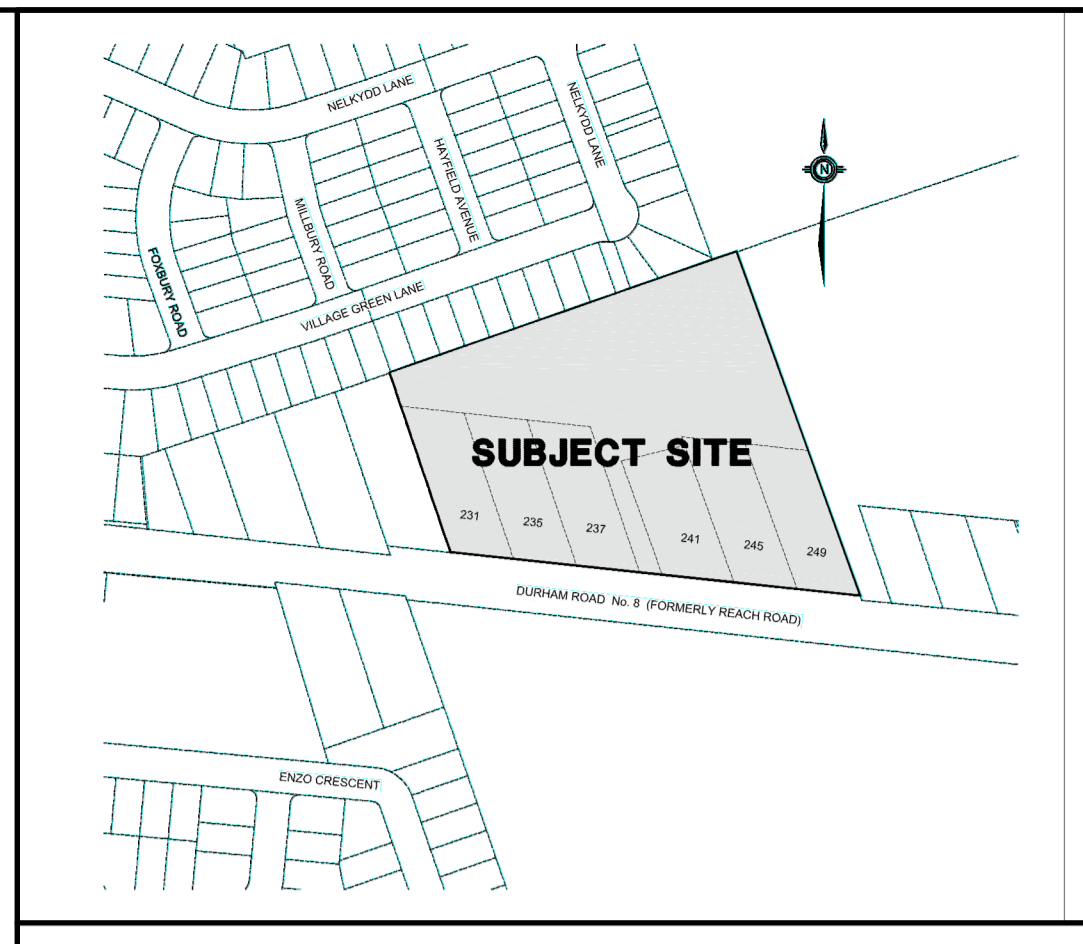 NELKYDD LANE
NELKYDD LANE
HAYFIELD AVENUE
N
MILLBURY ROAD
FOXBURY ROAD
VILLAGE GREEN LANE
SUBJECT SITE
231
235
237
241
245
249
DURHAM ROAD No. 8 (FORMERLY REACH ROAD)
ENZO CRESCENT